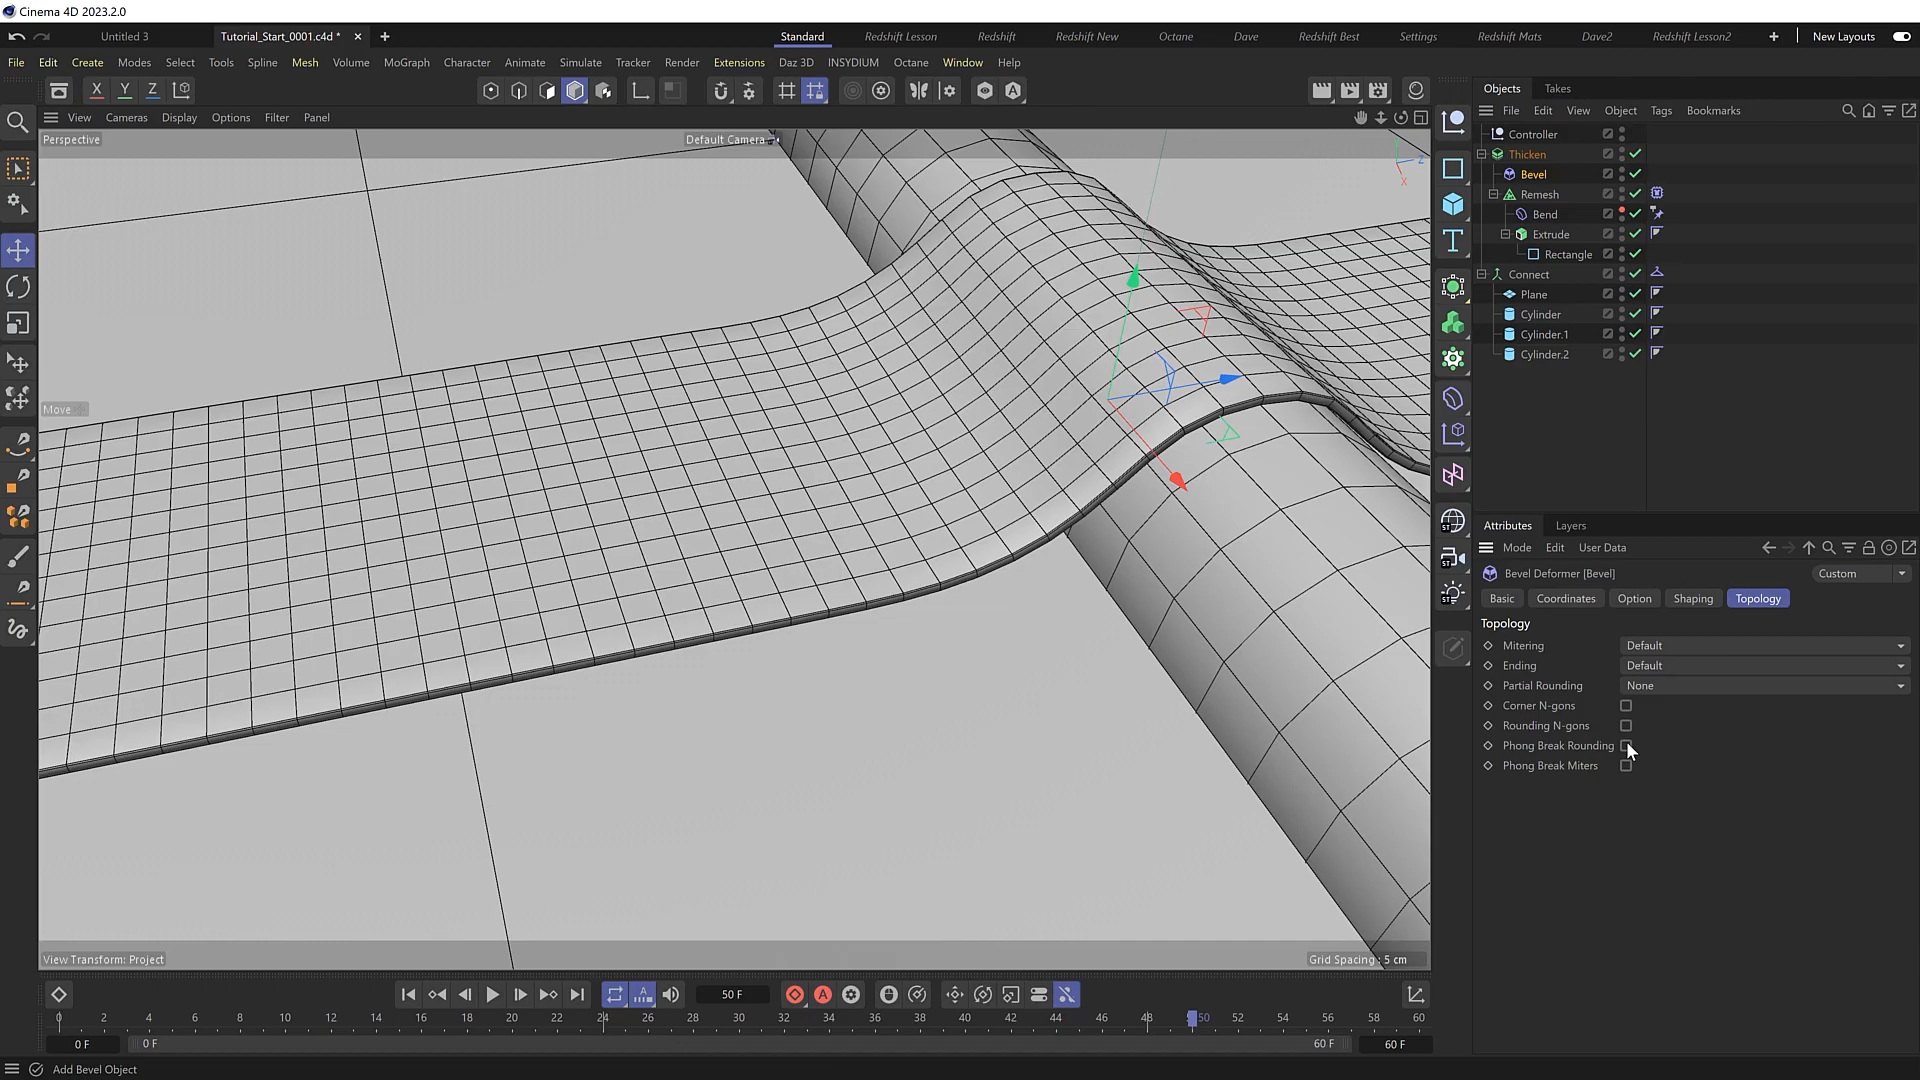 Cinema 4D 2023.2.0
Untitled 3
Tutorial_Start_0001.c4d *
Standard
Redshift Lesson
Redshift
Redshift New
Octane
Dave
Redshift Best
Settings
Redshift Mats
Dave2
Redshift Lesson2
New Layouts
File Edit Create Modes Select Tools Spline Mesh Volume MoGraph Character Animate Simulate Tracker Render Extensions Daz 3D INSYDIUM Octane Window Help
X Y Z
Objects Takes
View Cameras Display Options Filter Panel
File Edit View Object Tags Bookmarks
Perspective
Default Camera
Z
X
Controller
Thicken
Bevel
Remesh
Bend
Extrude
Rectangle
Connect
Plane
Cylinder
Cylinder.1
Cylinder.2
Move
ST
ST
ST
Attributes Layers
Mode Edit User Data
Bevel Deformer [Bevel]
Custom
Basic Coordinates Option Shaping Topology
Topology
Mitering Default
Ending Default
Partial Rounding None
Corner N-gons
Rounding N-gons
Phong Break Rounding
Phong Break Miters
View Transform: Project
Grid Spacing : 5 cm
50 F
0 2 4 6 8 10 12 14 16 18 20 22 24 26 28 30 32 34 36 38 40 42 44 46 48 50 52 54 56 58 60
0 F
0 F
60 F
60 F
Add Bevel Object